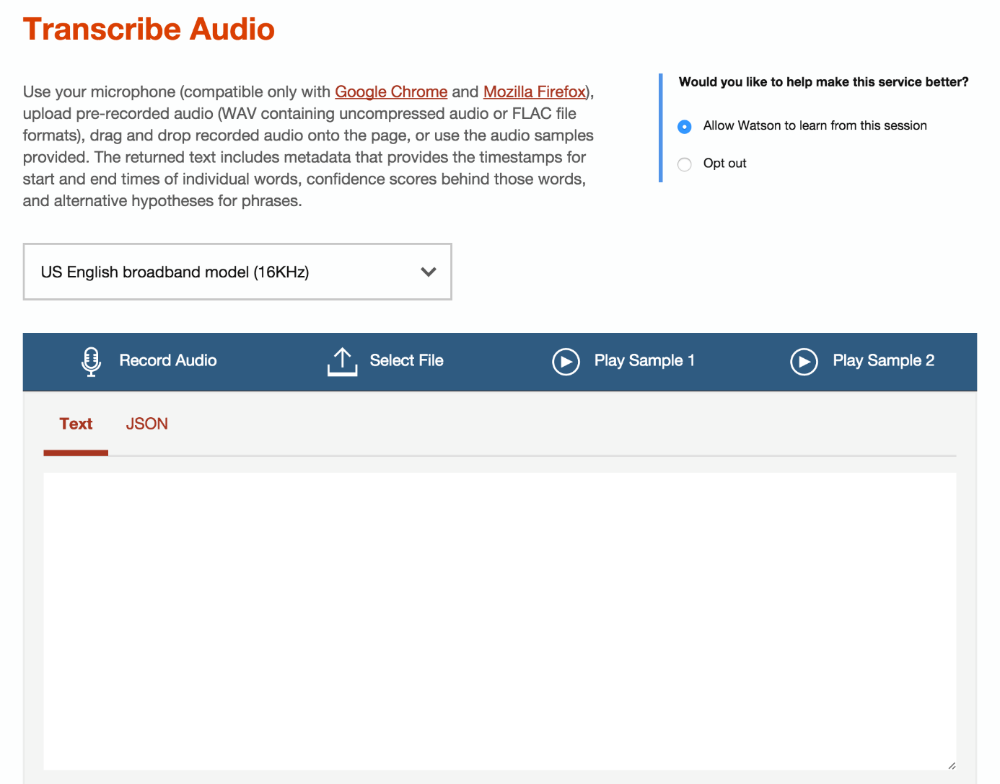 Transcribe Audio
Use your microphone (compatible only with Google Chrome and Mozilla Firefox),
upload pre-recorded audio (WAV containing uncompressed audio or FLAC file
formats), drag and drop recorded audio onto the page, or use the audio samples
provided. The returned text includes metadata that provides the timestamps for
start and end times of individual words, confidence scores behind those words,
and alternative hypotheses for phrases.
Would you like to help make this service better?
Allow Watson to learn from this session
Opt out
US English broadband model (16KHz)
Record Audio Select File Play Sample 1 Play Sample 2
Text JSON